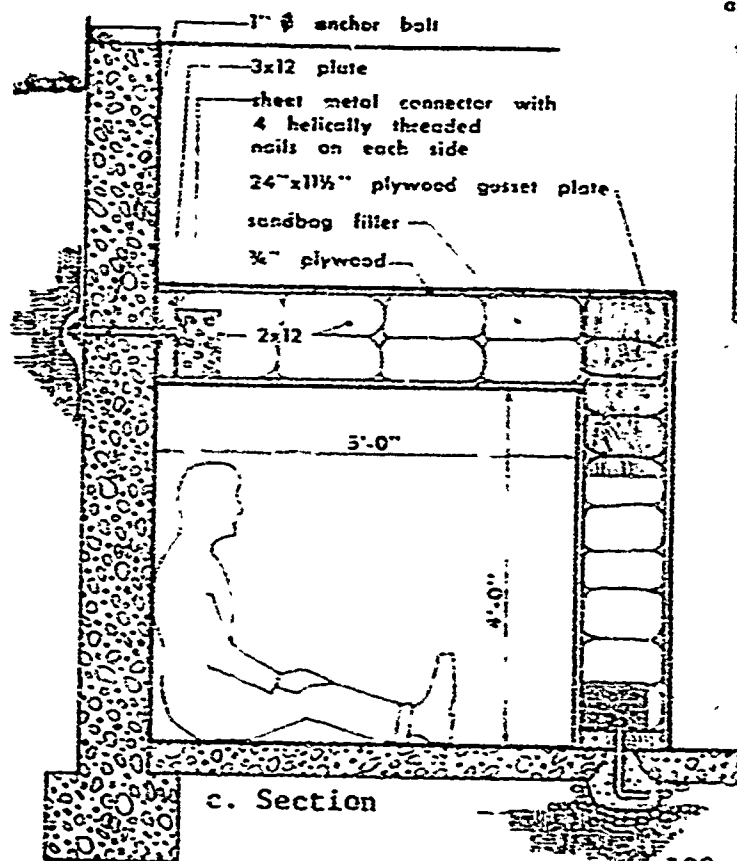 1" ϕ anchor bolt
3x12 plate
sheet metal connector with
4 helically threaded
nails on each side
24"x11½" plywood gusset plate
sandbag filler
¾" plywood
2x12
5'-0"
4'-0"
c. Section